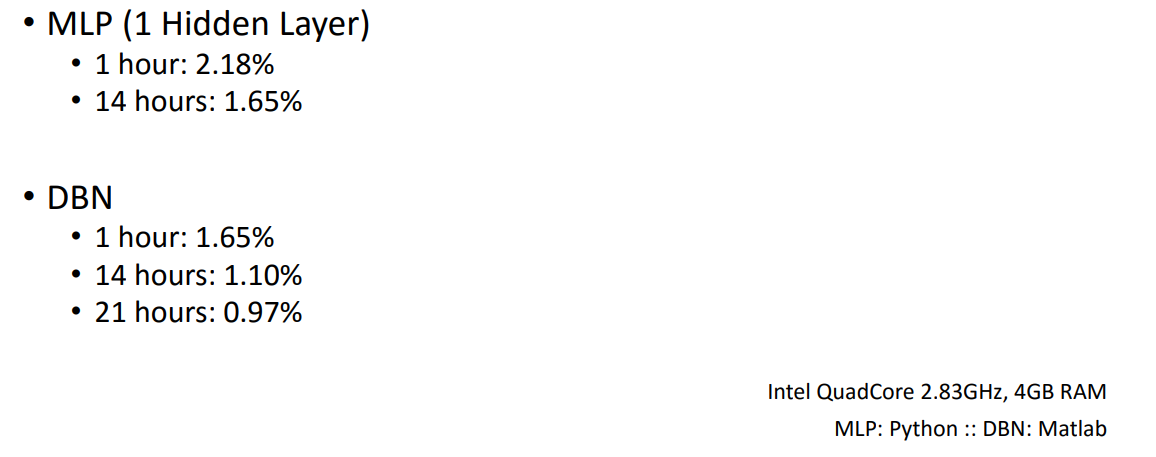 • MLP (1 Hidden Layer)
• 1 hour: 2.18%
• 14 hours: 1.65%
• DBN
• 1 hour: 1.65%
• 14 hours: 1.10%
• 21 hours: 0.97%
Intel QuadCore 2.83GHz, 4GB RAM
MLP: Python :: DBN: Matlab